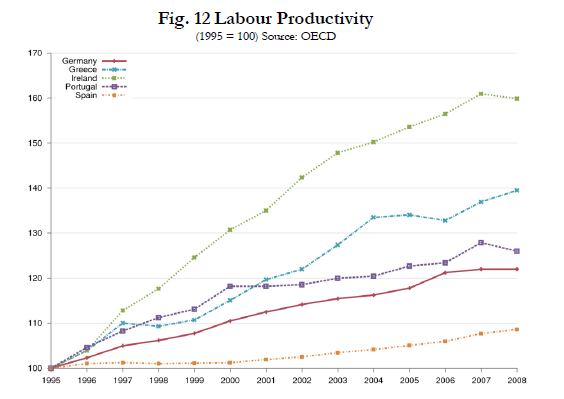 Fig. 12 Labour Productivity
(1995 = 100) Source: OECD
170
160
150
140
130
120
110
100
Germany
Greece
Ireland
Portugal
Spain
1995 1996 1997 1998 1999 2000 2001 2002 2003 2004 2005 2006 2007 2008